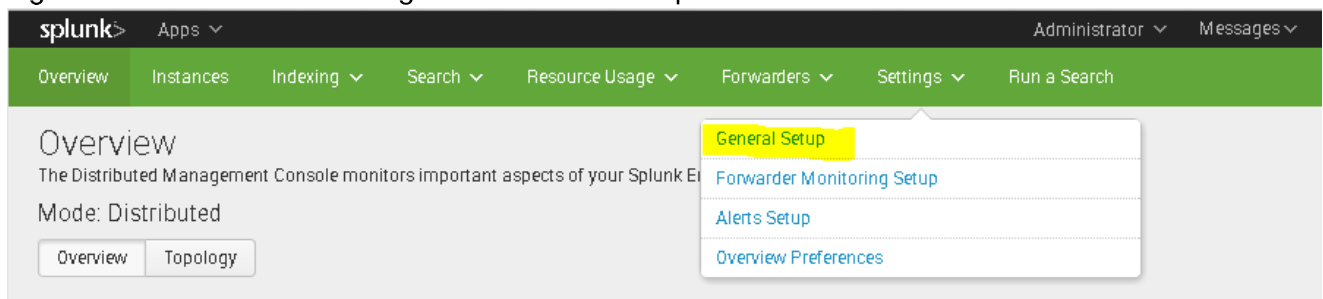 splunk> Apps Administrator Messages
Overview Instances Indexing Search Resource Usage Forwarders Settings Run a Search
Overview
The Distributed Management Console monitors important aspects of your Splunk
Mode: Distributed
Overview Topology
General Setup
Forwarder Monitoring Setup
Alerts Setup
Overview Preferences